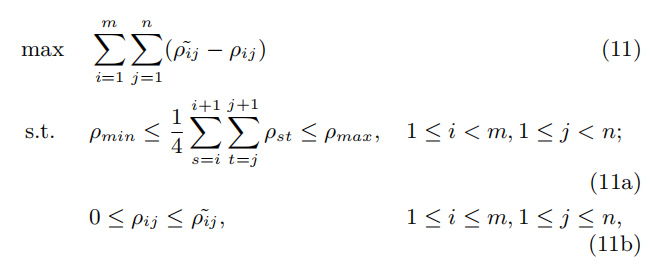 max $\sum_{i=1}^{m} \sum_{j=1}^{n} (\tilde{\rho_{ij}} - \rho_{ij})$ (11)
s.t. $\rho_{min} \leq \frac{1}{4} \sum_{s=i}^{i+1} \sum_{t=j}^{j+1} \rho_{st} \leq \rho_{max}, \quad 1 \leq i < m, 1 \leq j < n;$
(11a)
$0 \leq \rho_{ij} \leq \tilde{\rho_{ij}}, \quad 1 \leq i \leq m, 1 \leq j \leq n,$
(11b)